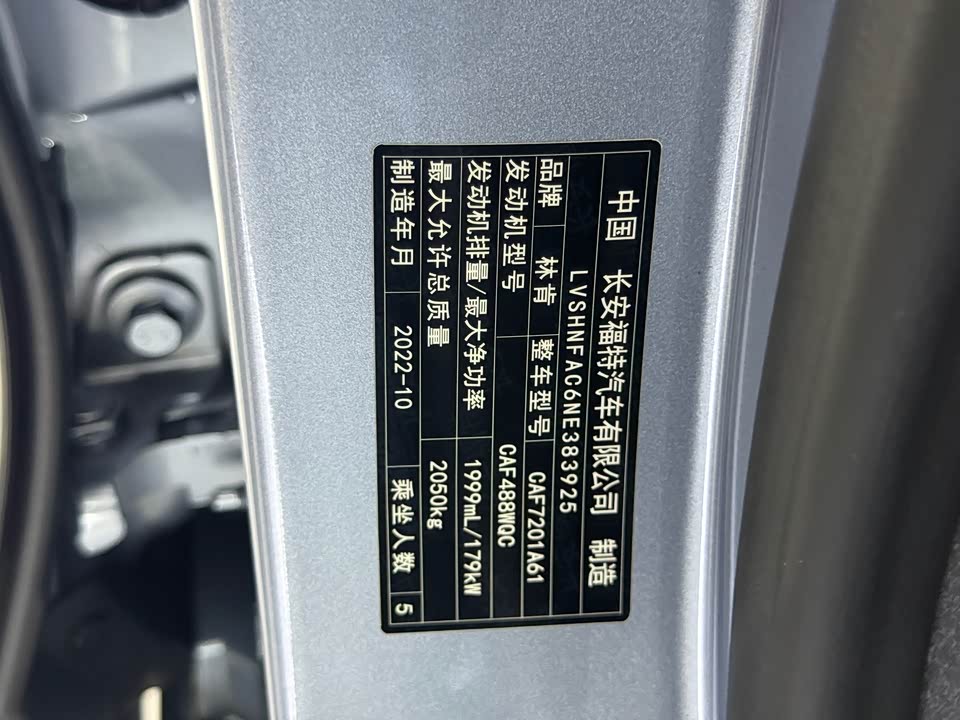 中国 长安福特汽车有限公司 制造
LVSHNFAC6NE383925
品牌 林肯 整车型号 CAF7201A61
发动机型号 CAF488WQC
发动机排量/最大净功率 1999mL/179kW
最大允许总质量 2050kg
制造年月 2022-10 乘坐人数 5